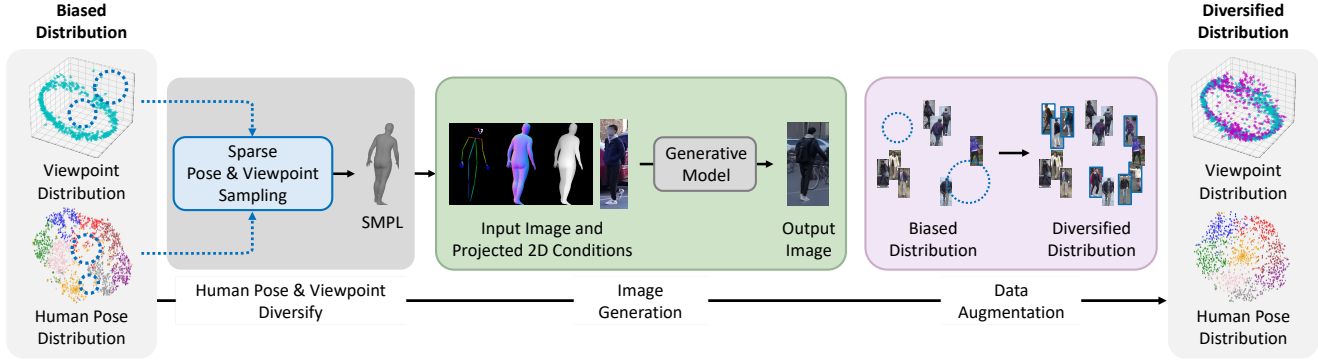 Biased
Distribution
Viewpoint
Distribution
Human Pose
Distribution
Sparse
Pose & Viewpoint
Sampling
SMPL
Human Pose & Viewpoint
Diversify
Input Image and
Projected 2D Conditions
Generative
Model
Output
Image
Image
Generation
Biased
Distribution
Diversified
Distribution
Data
Augmentation
Diversified
Distribution
Viewpoint
Distribution
Human Pose
Distribution